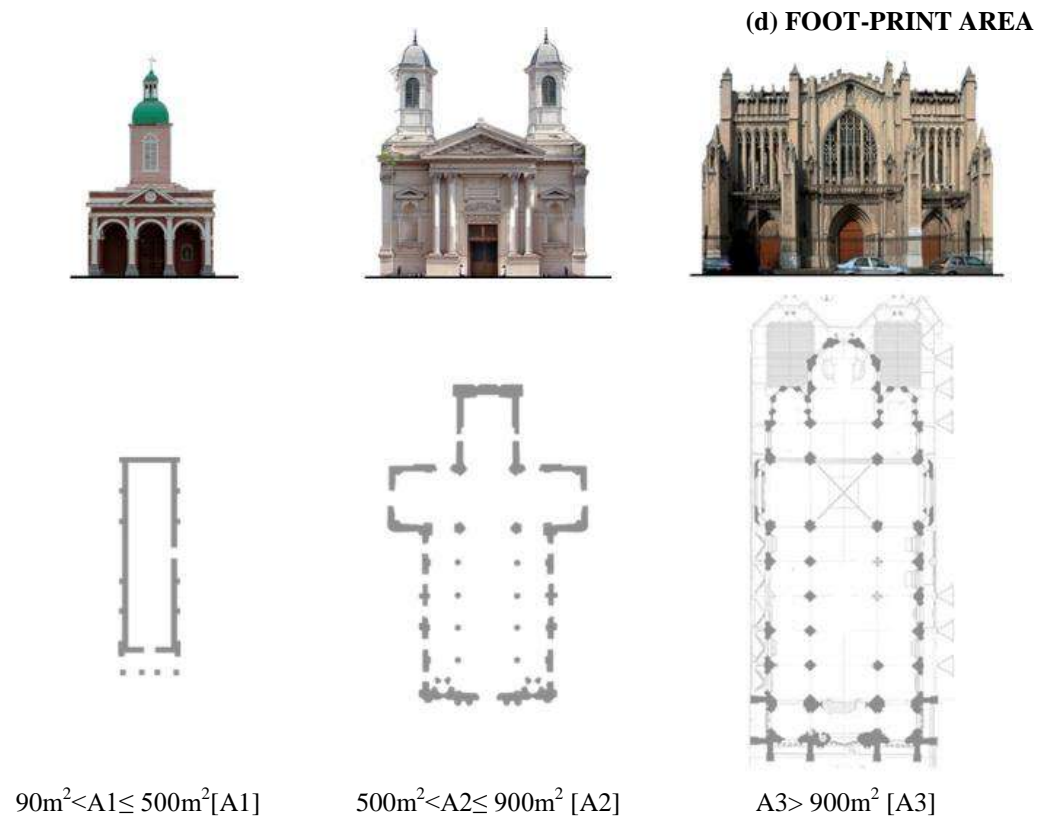 (d) FOOT-PRINT AREA
90m²<A1≤ 500m²[A1]
500m²<A2≤ 900m² [A2]
A3> 900m² [A3]